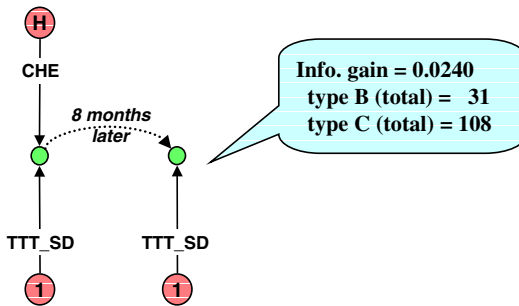 H
CHE
8 months
later
TTT_SD
TTT_SD
1
1
Info. gain = 0.0240
type B (total) = 31
type C (total) = 108